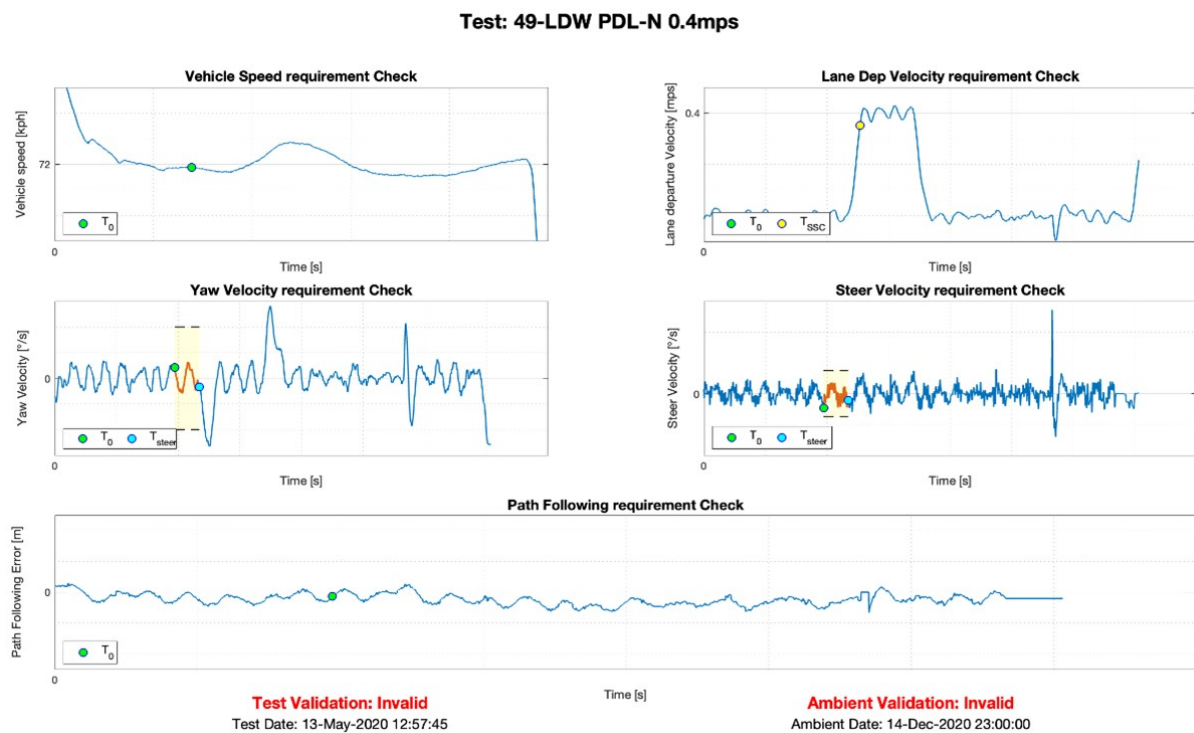 Test: 49-LDW PDL-N 0.4mps
Vehicle Speed requirement Check
Vehicle speed [kph]
72
T0
0
Time [s]
Lane Dep Velocity requirement Check
Lane departure Velocity [mps]
0.4
T0 TSSC
0
Time [s]
Yaw Velocity requirement Check
Yaw Velocity [°/s]
0
T0 Tsteer
0
Time [s]
Steer Velocity requirement Check
Steer Velocity [°/s]
0
T0 Tsteer
0
Time [s]
Path Following requirement Check
Path Following Error [m]
0
T0
0
Time [s]
Test Validation: Invalid
Test Date: 13-May-2020 12:57:45
Ambient Validation: Invalid
Ambient Date: 14-Dec-2020 23:00:00